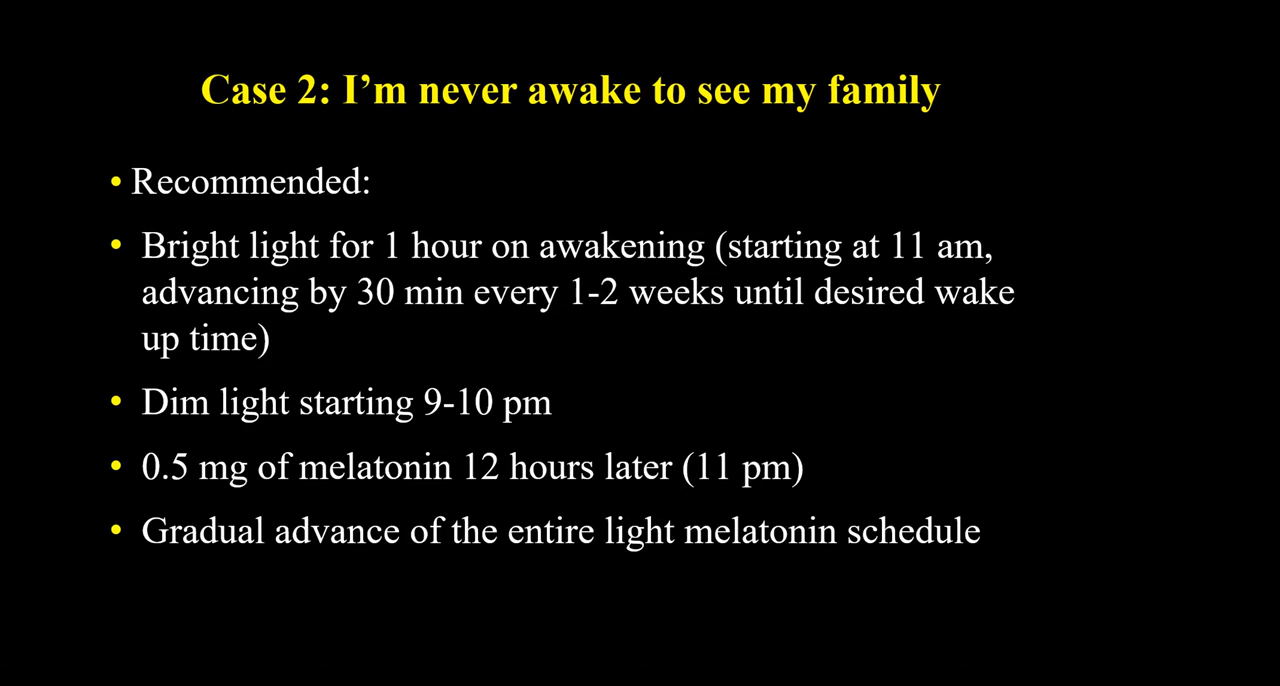 Case 2: I’m never awake to see my family
• Recommended:
• Bright light for 1 hour on awakening (starting at 11 am,
advancing by 30 min every 1-2 weeks until desired wake
up time)
• Dim light starting 9-10 pm
• 0.5 mg of melatonin 12 hours later (11 pm)
• Gradual advance of the entire light melatonin schedule